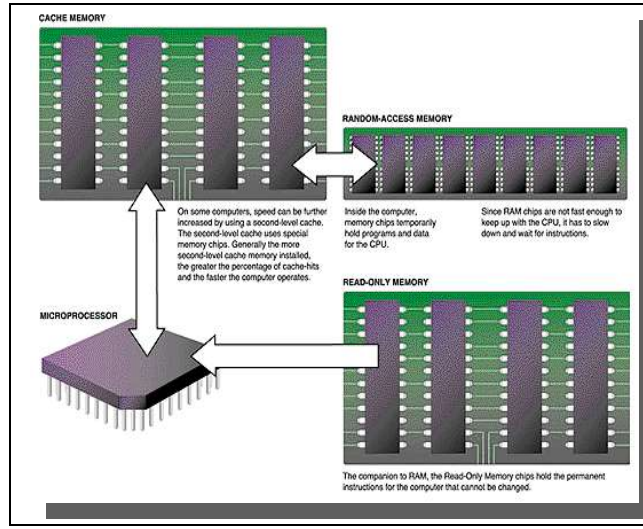 CACHE MEMORY
RANDOM-ACCESS MEMORY
On some computers, speed can be further
increased by using a second-level cache.
The second-level cache uses special
memory chips. Generally the more
second-level cache memory installed,
the greater the percentage of cache-hits
and the faster the computer operates.
Inside the computer,
memory chips temporarily
hold programs and data
for the CPU.
Since RAM chips are not fast enough to
keep up with the CPU, it has to slow
down and wait for instructions.
READ-ONLY MEMORY
MICROPROCESSOR
The companion to RAM, the Read-Only Memory chips hold the permanent
instructions for the computer that cannot be changed.